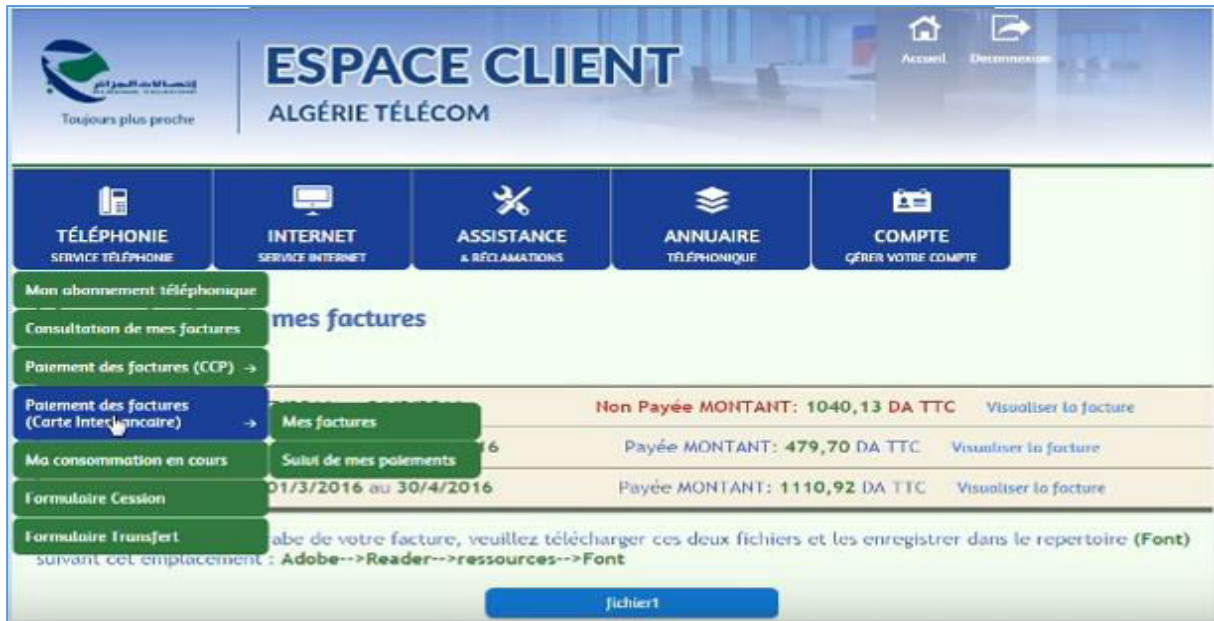 اتصالات الجزائر
ALGÉRIE TÉLÉCOM
Toujours plus proche
ESPACE CLIENT
ALGÉRIE TÉLÉCOM
Accueil
Deconnexion
TÉLÉPHONIE
SERVICE TÉLÉPHONIE
INTERNET
SERVICE INTERNET
ASSISTANCE
& RÉCLAMATIONS
ANNUAIRE
TÉLÉPHONIQUE
COMPTE
GÉRER VOTRE COMPTE
Mon abonnement téléphonique
Consultation de mes factures
Paiement des factures (CCP) →
Paiement des factures
(Carte Interbancaire) →
Ma consommation en cours
Formulaire Cession
Formulaire Transfert
Mes factures
Suivi de mes paiements
mes factures
Non Payée MONTANT: 1040,13 DA TTC Visualiser la facture
6 Payée MONTANT: 479,70 DA TTC Visualiser la facture
01/3/2016 au 30/4/2016 Payée MONTANT: 1110,92 DA TTC Visualiser la facture
abe de votre facture, veuillez télécharger ces deux fichiers et les enregistrer dans le repertoire (Font)
suivant cet emplacement : Adobe-->Reader-->ressources-->Font
fichier1